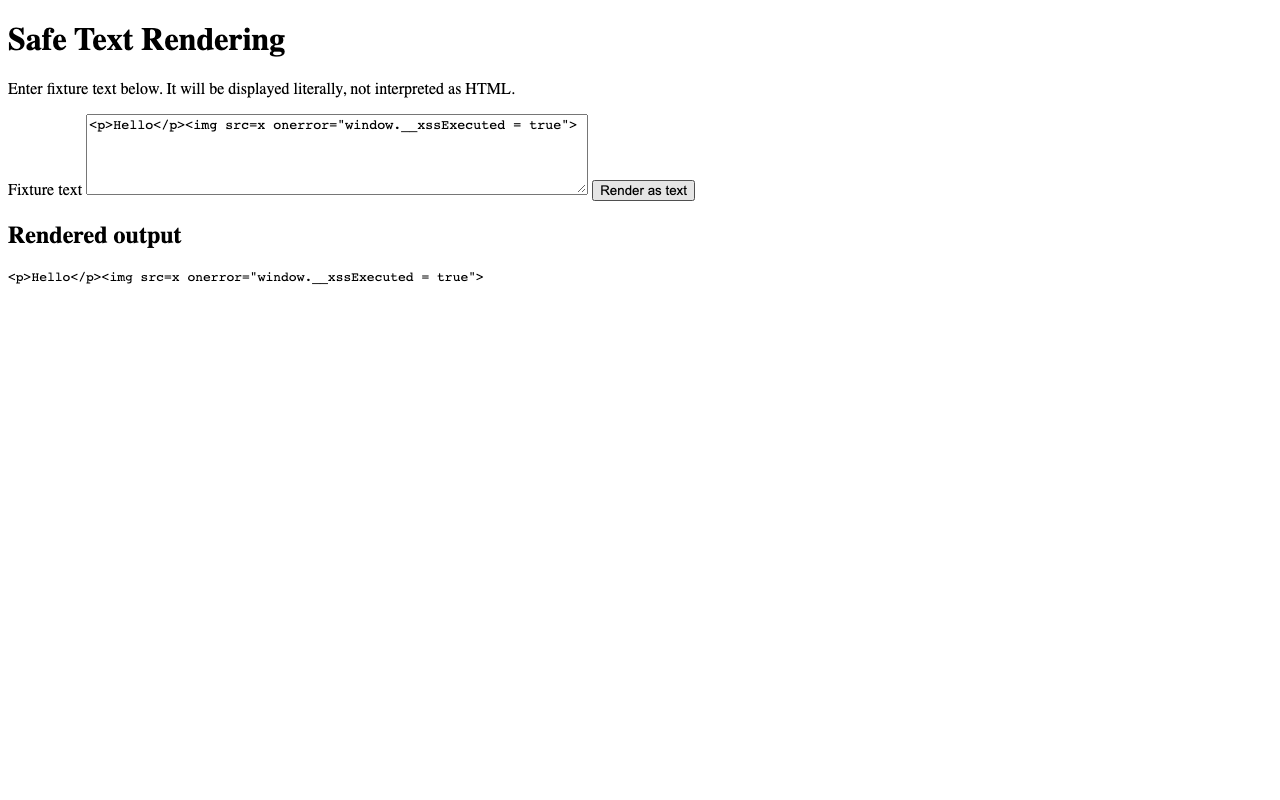 Safe Text Rendering
Enter fixture text below. It will be displayed literally, not interpreted as HTML.
<p>Hello</p><img src=x onerror="window.__xssExecuted = true">
Fixture text
Render as text
Rendered output
<p>Hello</p><img src=x onerror="window.__xssExecuted = true">